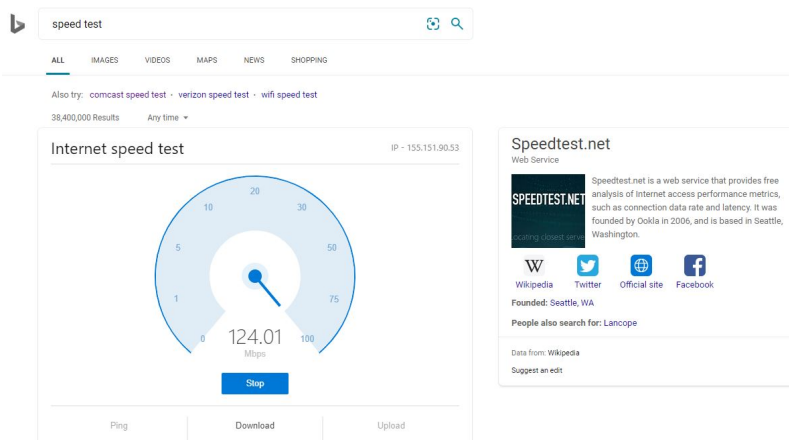 speed test
ALL IMAGES VIDEOS MAPS NEWS SHOPPING
Also try: comcast speed test · verizon speed test · wifi speed test
38,400,000 Results Any time
Internet speed test IP - 155.151.90.53
0
1
5
10
20
30
50
75
100
124.01
Mbps
Stop
Ping Download Upload
Speedtest.net
Web Service
SPEEDTEST.NET
Locating closest serve
Speedtest.net is a web service that provides free
analysis of Internet access performance metrics,
such as connection data rate and latency. It was
founded by Ookla in 2006, and is based in Seattle,
Washington.
W
Wikipedia Twitter Official site Facebook
Founded: Seattle, WA
People also search for: Lancope
Data from: Wikipedia
Suggest an edit